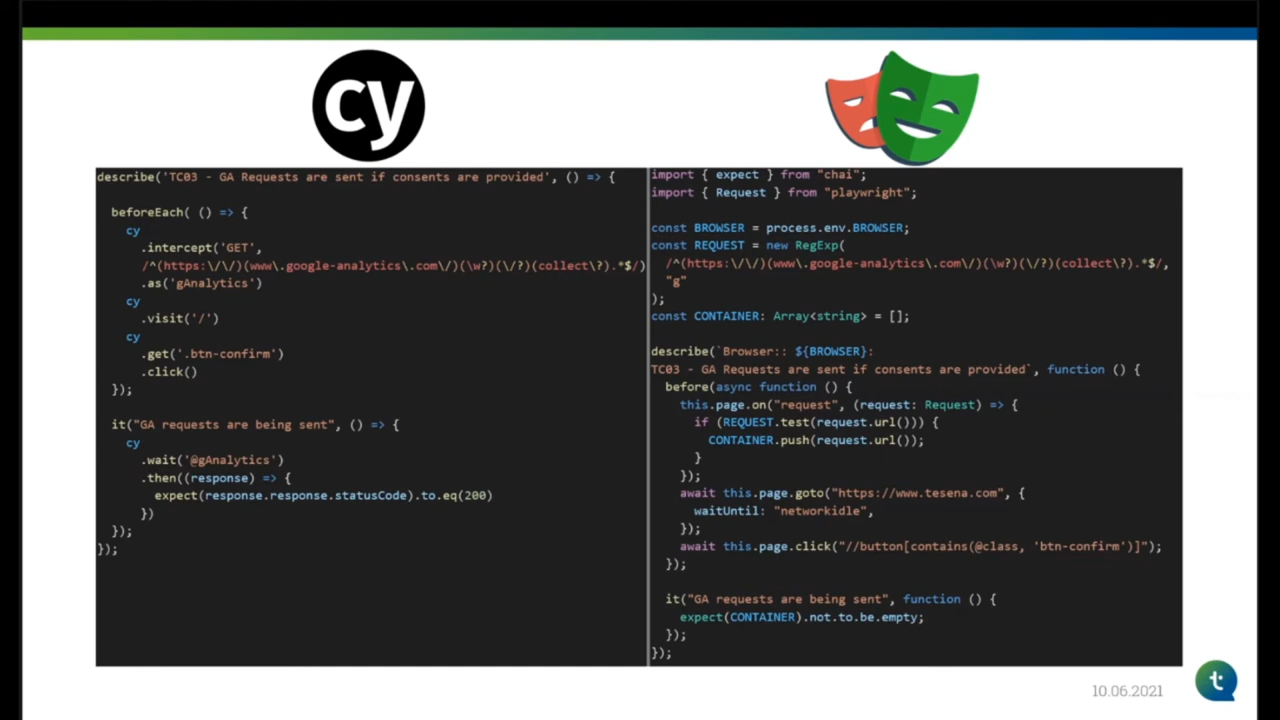 cy
describe('TC03 - GA Requests are sent if consents are provided', () => {
beforeEach( () => {
cy
.intercept('GET',
/^(https:\/\/)(www\.google-analytics\.com\/)(\w?)(\/?)(collect\?).*$/)
.as('gAnalytics')
cy
.visit('/')
cy
.get('.btn-confirm')
.click()
});
it("GA requests are being sent", () => {
cy
.wait('@gAnalytics')
.then((response) => {
expect(response.response.statusCode).to.eq(200)
})
});
});
import { expect } from "chai";
import { Request } from "playwright";
const BROWSER = process.env.BROWSER;
const REQUEST = new RegExp(
/^(https:\/\/)(www\.google-analytics\.com\/)(\w?)(\/?)(collect\?).*$/,
"g"
);
const CONTAINER: Array<string> = [];
describe(`Browser:: ${BROWSER}:
TC03 - GA Requests are sent if consents are provided`, function () {
before(async function () {
this.page.on("request", (request: Request) => {
if (REQUEST.test(request.url())) {
CONTAINER.push(request.url());
}
});
await this.page.goto("https://www.tesena.com", {
waitUntil: "networkidle",
});
await this.page.click("//button[contains(@class, 'btn-confirm')]");
});
it("GA requests are being sent", function () {
expect(CONTAINER).not.to.be.empty;
});
});
10.06.2021
t